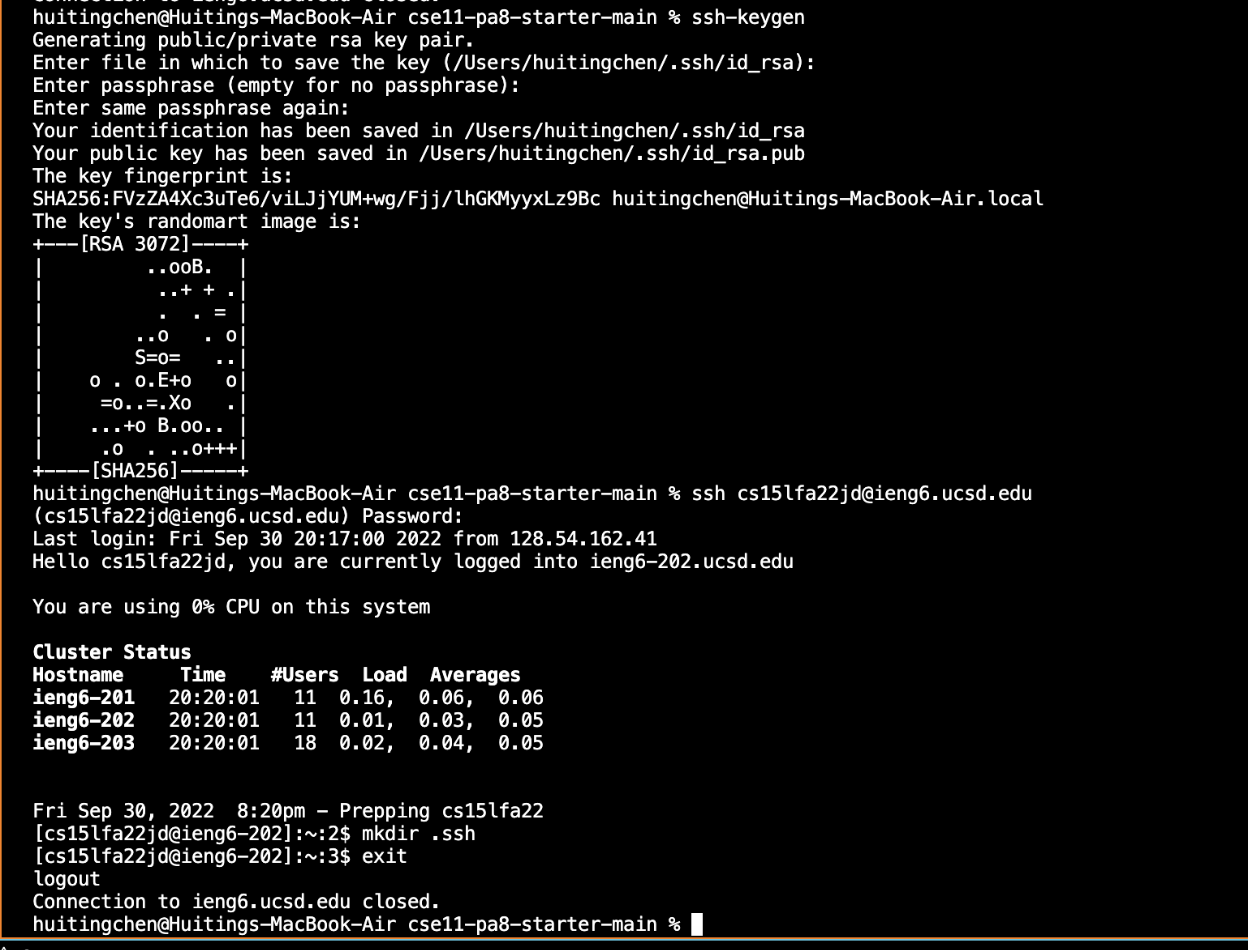 huitingchen@Huitings-MacBook-Air cse11-pa8-starter-main % ssh-keygen
Generating public/private rsa key pair.
Enter file in which to save the key (/Users/huitingchen/.ssh/id_rsa):
Enter passphrase (empty for no passphrase):
Enter same passphrase again:
Your identification has been saved in /Users/huitingchen/.ssh/id_rsa
Your public key has been saved in /Users/huitingchen/.ssh/id_rsa.pub
The key fingerprint is:
SHA256:FVzZA4Xc3uTe6/viLJjYUM+wg/Fjj/lhGKMyyxLz9Bc huitingchen@Huitings-MacBook-Air.local
The key's randomart image is:
+---[RSA 3072]----+
|         ..ooB.  |
|          ..+ + .|
|          .  . = |
|        ..o   . o|
|        S=o=   ..|
|    o . o.E+o   o|
|     =o..=.Xo   .|
|    ...+o B.oo.. |
|     .o  . ..o+++|
+----[SHA256]-----+
huitingchen@Huitings-MacBook-Air cse11-pa8-starter-main % ssh cs15lfa22jd@ieng6.ucsd.edu
(cs15lfa22jd@ieng6.ucsd.edu) Password:
Last login: Fri Sep 30 20:17:00 2022 from 128.54.162.41
Hello cs15lfa22jd, you are currently logged into ieng6-202.ucsd.edu
You are using 0% CPU on this system
Cluster Status
Hostname     Time    #Users  Load  Averages
ieng6-201   20:20:01   11  0.16,  0.06,  0.06
ieng6-202   20:20:01   11  0.01,  0.03,  0.05
ieng6-203   20:20:01   18  0.02,  0.04,  0.05
Fri Sep 30, 2022  8:20pm - Prepping cs15lfa22
[cs15lfa22jd@ieng6-202]:~:2$ mkdir .ssh
[cs15lfa22jd@ieng6-202]:~:3$ exit
logout
Connection to ieng6.ucsd.edu closed.
huitingchen@Huitings-MacBook-Air cse11-pa8-starter-main %